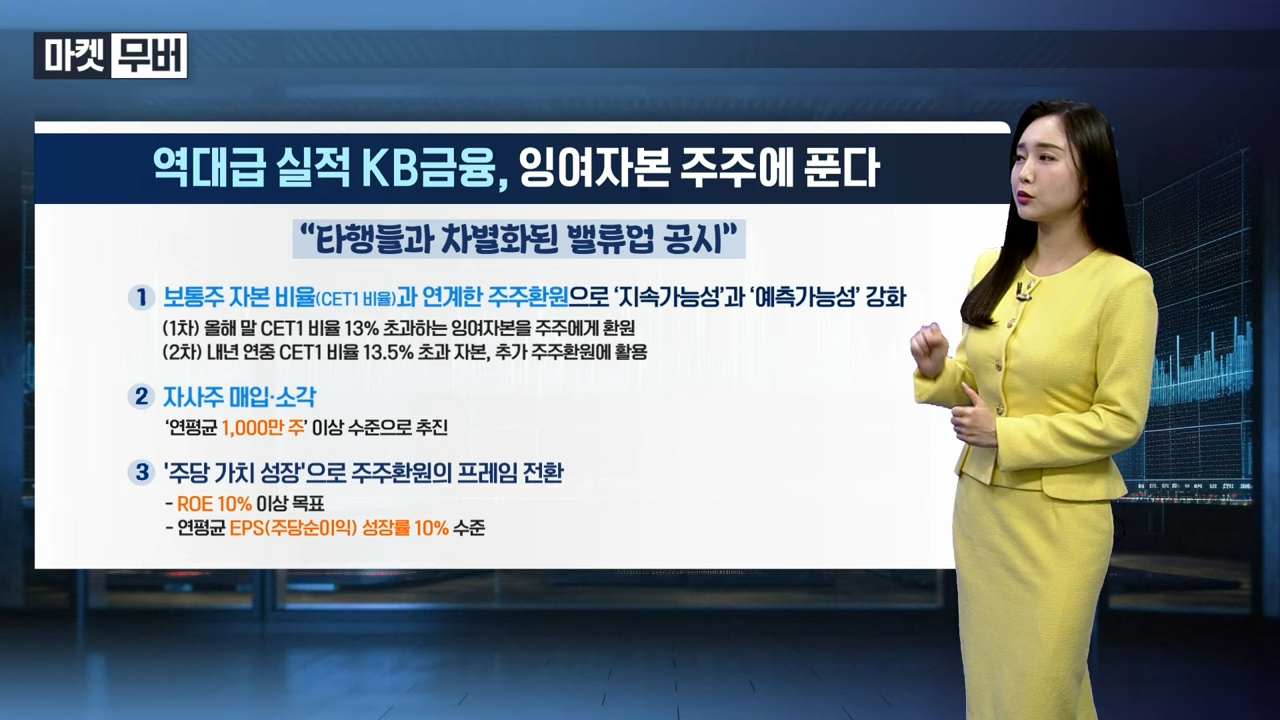 마켓무버
역대급 실적 KB금융, 잉여자본 주주에 푼다
“타행들과 차별화된 밸류업 공시”
1 보통주 자본 비율(CET1 비율)과 연계한 주주환원으로 ‘지속가능성’과 ‘예측가능성’ 강화
(1차) 올해 말 CET1 비율 13% 초과하는 잉여자본을 주주에게 환원
(2차) 내년 연중 CET1 비율 13.5% 초과 자본, 추가 주주환원에 활용
2 자사주 매입·소각
‘연평균 1,000만 주’ 이상 수준으로 추진
3 '주당 가치 성장'으로 주주환원의 프레임 전환
- ROE 10% 이상 목표
- 연평균 EPS(주당순이익) 성장률 10% 수준